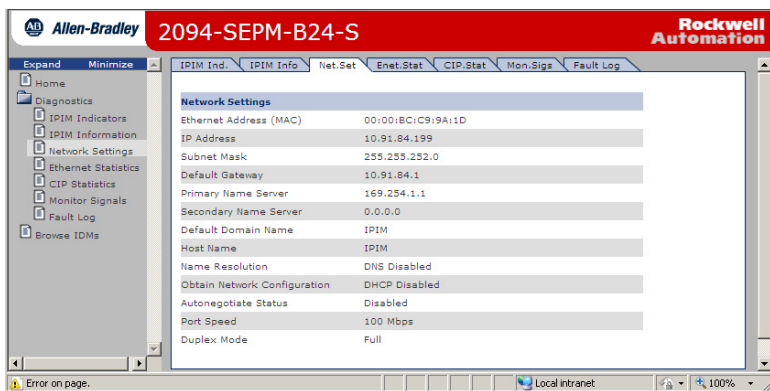 AB Allen-Bradley 2094-SEPM-B24-S Rockwell Automation
Expand Minimize
Home
Diagnostics
IPIM Indicators
IPIM Information
Network Settings
Ethernet Statistics
CIP Statistics
Monitor Signals
Fault Log
Browse IDMs
IPIM Ind. IPIM Info Net.Set Enet.Stat CIP.Stat Mon.Sigs Fault Log
Network Settings
Ethernet Address (MAC) 00:00:BC:C9:9A:1D
IP Address 10.91.84.199
Subnet Mask 255.255.252.0
Default Gateway 10.91.84.1
Primary Name Server 169.254.1.1
Secondary Name Server 0.0.0.0
Default Domain Name IPIM
Host Name IPIM
Name Resolution DNS Disabled
Obtain Network Configuration DHCP Disabled
Autonegotiate Status Disabled
Port Speed 100 Mbps
Duplex Mode Full
Error on page. Local intranet 100%